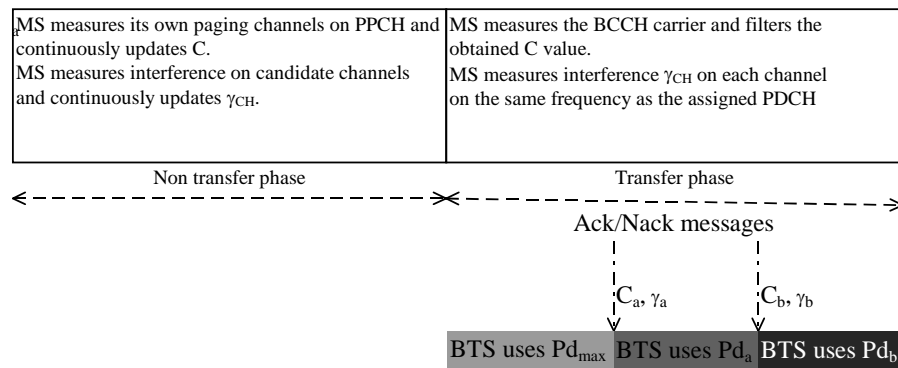 a
MS measures its own paging channels on PPCH and
continuously updates C.
MS measures interference on candidate channels
and continuously updates γCH.
MS measures the BCCH carrier and filters the
obtained C value.
MS measures interference γCH on each channel
on the same frequency as the assigned PDCH
Non transfer phase
Transfer phase
Ack/Nack messages
Ca, γa
Cb, γb
BTS uses Pdmax
BTS uses Pda
BTS uses Pdb